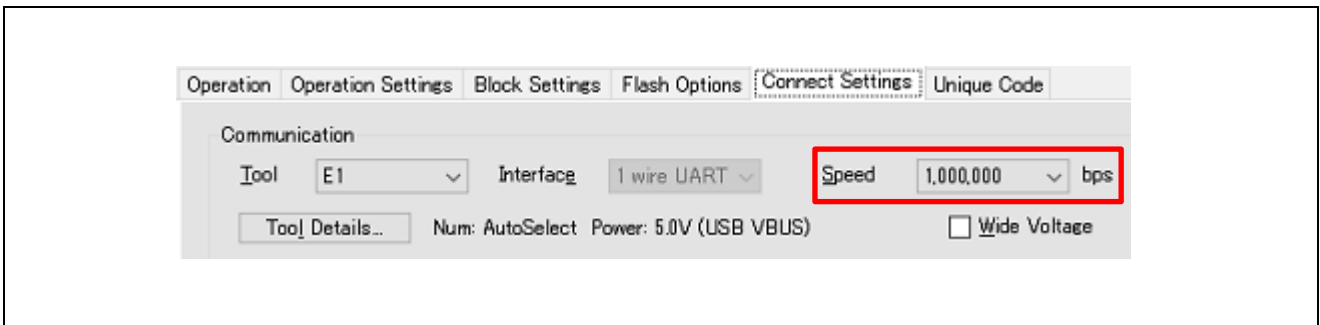 Operation Operation Settings Block Settings Flash Options Connect Settings Unique Code
Communication
Tool E1 Interface 1 wire UART Speed 1,000,000 bps
Tool Details... Num: AutoSelect Power: 5.0V (USB VBUS) Wide Voltage